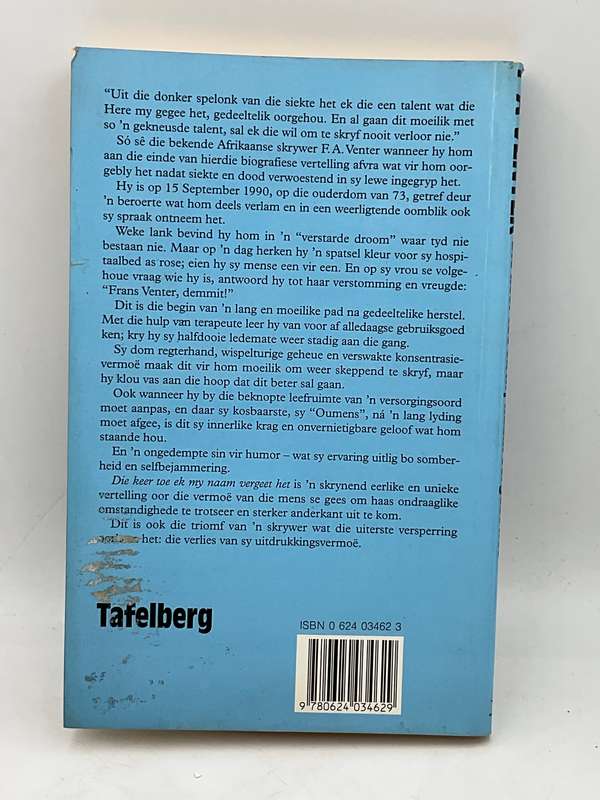 "Uit die donker spelonk van die siekte het ek die een talent wat die
Here my gegee het, gedeeltelik oorgehou. En al gaan dit moeilik met
so 'n gekneusde talent, sal ek die wil om te skryf nooit verloor nie."
Só sê die bekende Afrikaanse skrywer F. A. Venter wanneer hy hom
aan die einde van hierdie biografiese vertelling afvra wat vir hom oor-
gebly het nadat siekte en dood verwoestend in sy lewe ingegryp het.
Hy is op 15 September 1990, op die ouderdom van 73, getref deur
'n beroerte wat hom deels verlam en in een weerligtende oomblik ook
sy spraak ontneem het.
Weke lank bevind hy hom in 'n "verstarde droom" waar tyd nie
bestaan nie. Maar op 'n dag herken hy 'n spatsel kleur voor sy hospi-
taalbed as rose; eien hy sy mense een vir een. En op sy vrou se volge-
houe vraag wie hy is, antwoord hy tot haar verstomming en vreugde:
"Frans Venter, demmit!"
Dit is die begin van 'n lang en moeilike pad na gedeeltelike herstel.
Met die hulp van terapeute leer hy van voor af alledaagse gebruiksgoed
ken; kry hy sy halfdooie ledemate weer stadig aan die gang.
Sy dom regterhand, wispelturige geheue en verswakte konsentrasie-
vermoë maak dit vir hom moeilik om weer skeppend te skryf, maar
hy klou vas aan die hoop dat dit beter sal gaan.
Ook wanneer hy by die beknopte leefruimte van 'n versorgingsoord
moet aanpas, en daar sy kosbaarste, sy "Oumens", ná 'n lang lyding
moet afgee, is dit sy innerlike krag en onvernietigbare geloof wat hom
staande hou.
En 'n ongedempte sin vir humor – wat sy ervaring uitlig bo somber-
heid en selfbejammering.
Die keer toe ek my naam vergeet het is 'n skrynend eerlike en unieke
vertelling oor die vermoë van die mens se gees om haas ondraaglike
omstandighede te trotseer en sterker anderkant uit te kom.
Dit is ook die triomf van 'n skrywer wat die uiterste versperring
het: die verlies van sy uitdrukkingsvermoë.
Tafelberg
ISBN 0 624 03462 3
9 780624 034629